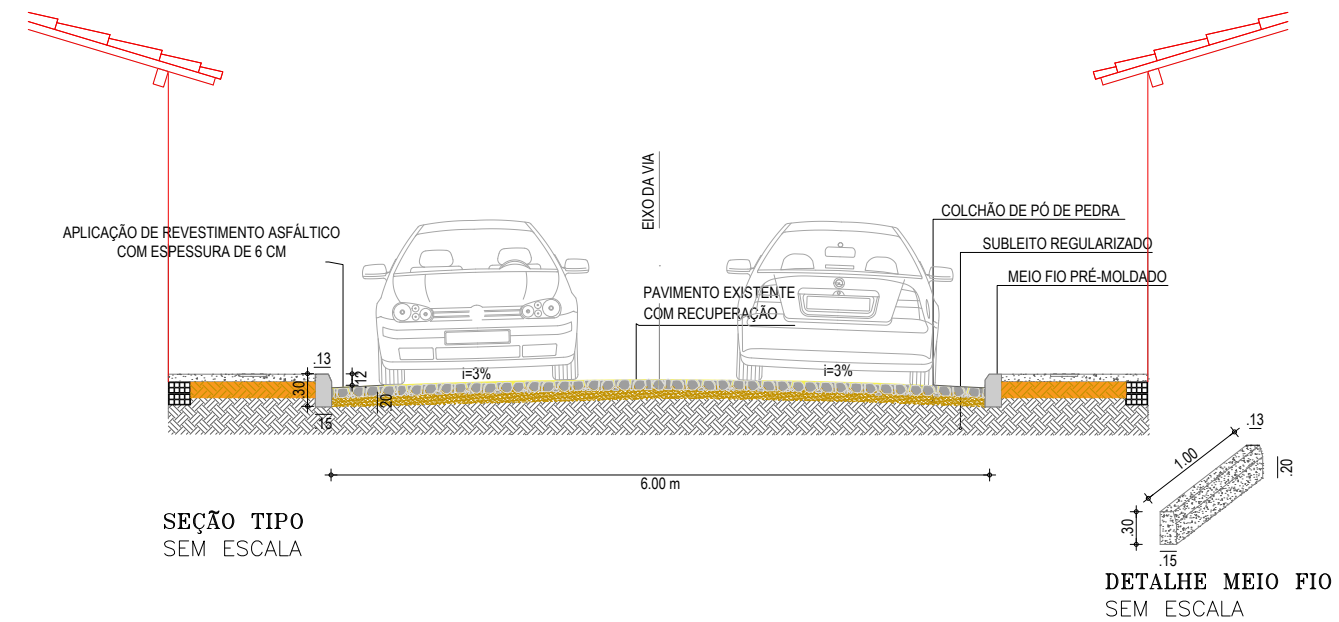 EIXO DA VIA
COLCHÃO DE PÓ DE PEDRA
APLICAÇÃO DE REVESTIMENTO ASFÁLTICO
COM ESPESSURA DE 6 CM
SUBLEITO REGULARIZADO
MEIO FIO PRÉ-MOLDADO
PAVIMENTO EXISTENTE
COM RECUPERAÇÃO
.13
12
i=3%
i=3%
.30
.20
.15
6.00 m
.13
1.00
.20
.30
.15
SEÇÃO TIPO
SEM ESCALA
DETALHE MEIO FIO
SEM ESCALA